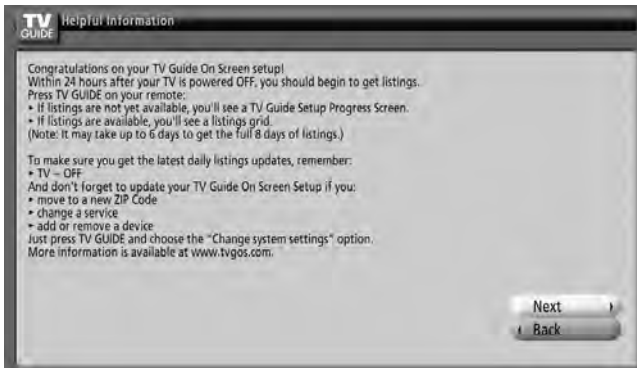 TV
GUIDE
Helpful Information
Congratulations on your TV Guide On Screen setup!
Within 24 hours after your TV is powered OFF, you should begin to get listings.
Press TV GUIDE on your remote:
• If listings are not yet available, you'll see a TV Guide Setup Progress Screen.
• If listings are available, you'll see a listings grid.
(Note: It may take up to 6 days to get the full 8 days of listings.)
To make sure you get the latest daily listings updates, remember:
• TV – OFF
And don't forget to update your TV Guide On Screen Setup if you:
• move to a new ZIP Code
• change a service
• add or remove a device
Just press TV GUIDE and choose the "Change system settings" option.
More information is available at www.tvgos.com.
Next
Back